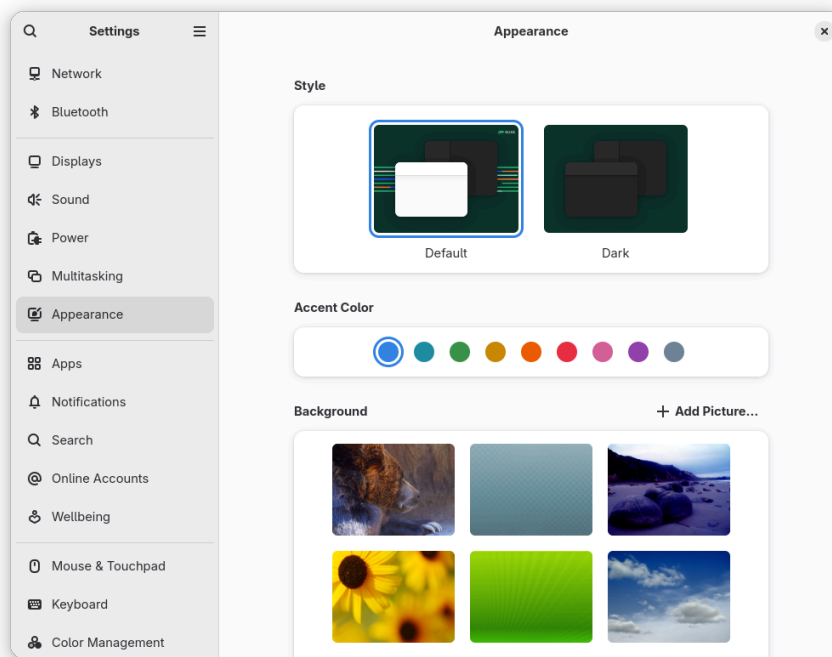 Settings
Appearance
Network
Bluetooth
Displays
Sound
Power
Multitasking
Appearance
Apps
Notifications
Search
Online Accounts
Wellbeing
Mouse & Touchpad
Keyboard
Color Management
Style
Default
Dark
Accent Color
Background
Add Picture...